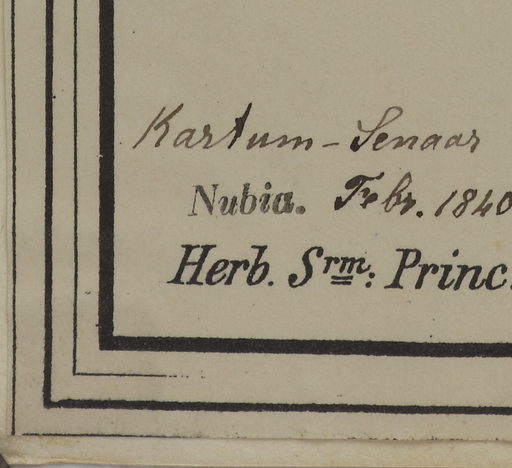 Kartum - Senaar
Nubia. Febr. 1840
Herb. Srm: Princ.